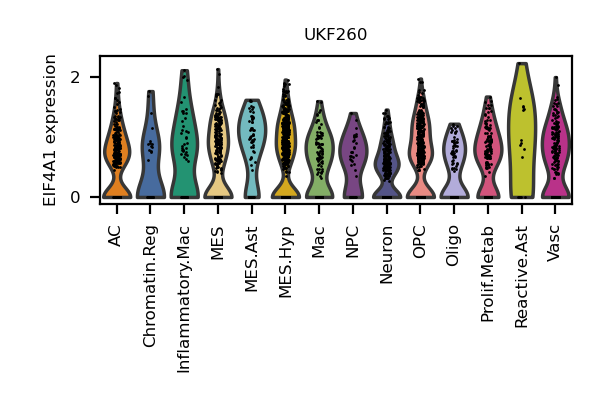 UKF260
EIF4A1 expression
2
0
AC
Chromatin.Reg
Inflammatory.Mac
MES
MES.Ast
MES.Hyp
Mac
NPC
Neuron
OPC
Oligo
Prolif.Metab
Reactive.Ast
Vasc